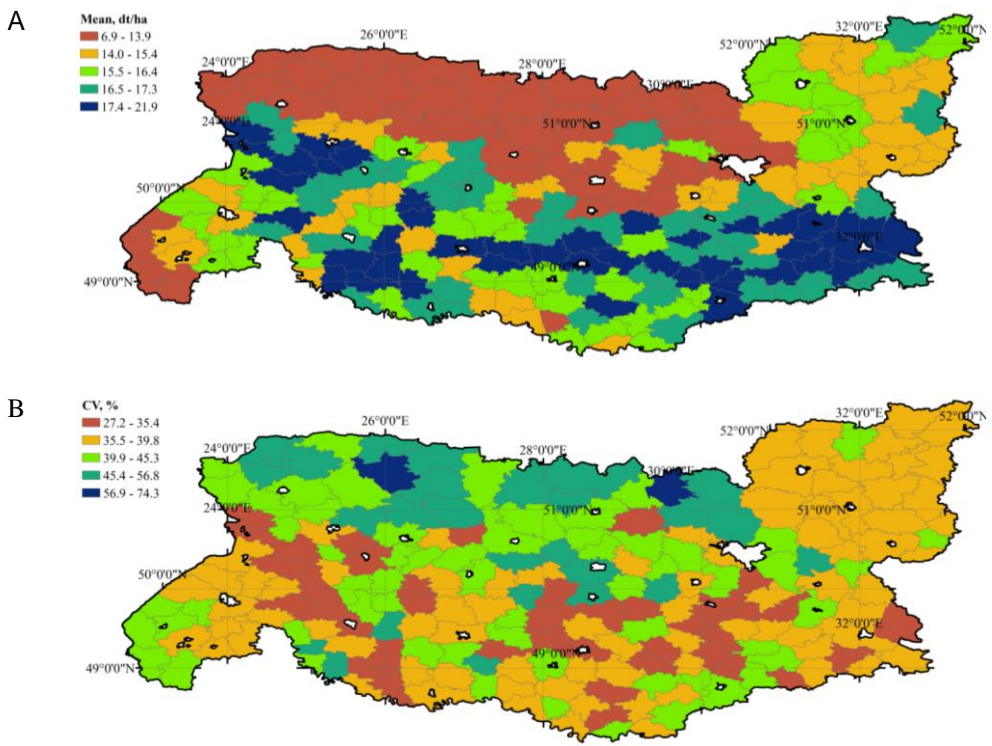 A
Mean, dt/ha
6.9 - 13.9
14.0 - 15.4
15.5 - 16.4
16.5 - 17.3
17.4 - 21.9
24°0'0"E
26°0'0"E
28°0'0"E
30°0'0"E
52°0'0"N
32°0'0"E
52°0'0"N
24°0'0"E
51°0'0"N
51°0'0"N
50°0'0"N
32°0'0"E
49°0'0"N
49°0'0"N
B
CV, %
27.2 - 35.4
35.5 - 39.8
39.9 - 45.3
45.4 - 56.8
56.9 - 74.3
24°0'0"E
26°0'0"E
28°0'0"E
30°0'0"E
52°0'0"N
32°0'0"E
52°0'0"N
24°0'0"E
51°0'0"N
51°0'0"N
50°0'0"N
32°0'0"E
49°0'0"N
49°0'0"N